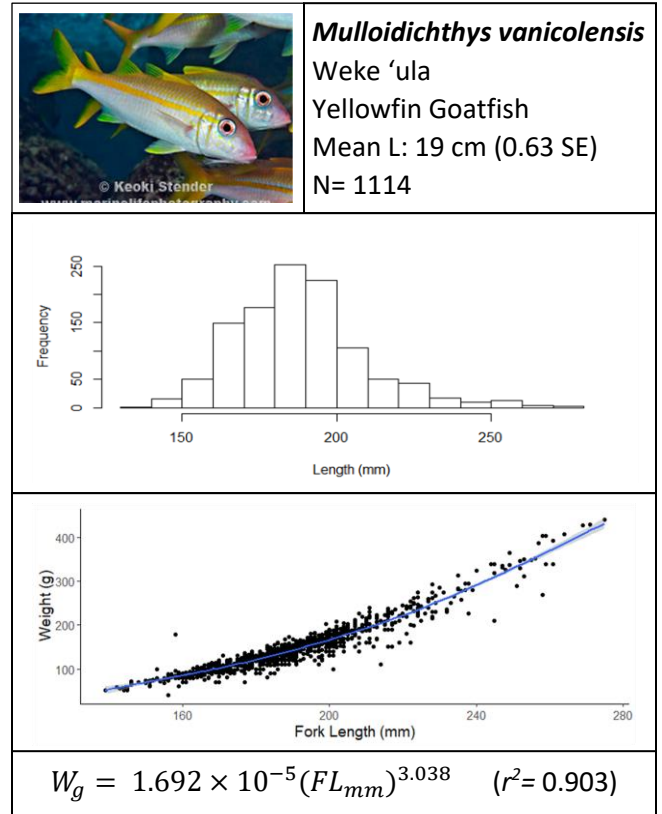 Mulloidichthys vanicolensis
Weke ‘ula
Yellowfin Goatfish
Mean L: 19 cm (0.63 SE)
N= 1114
© Keoki Stender
www.marinelifephotography.com
Frequency
250
150
50
0
150 200 250
Length (mm)
Weight (g)
400
300
200
100
160 200 240 280
Fork Length (mm)
W_g = 1.692 × 10⁻⁵(FL_mm)^3.038 (r²= 0.903)